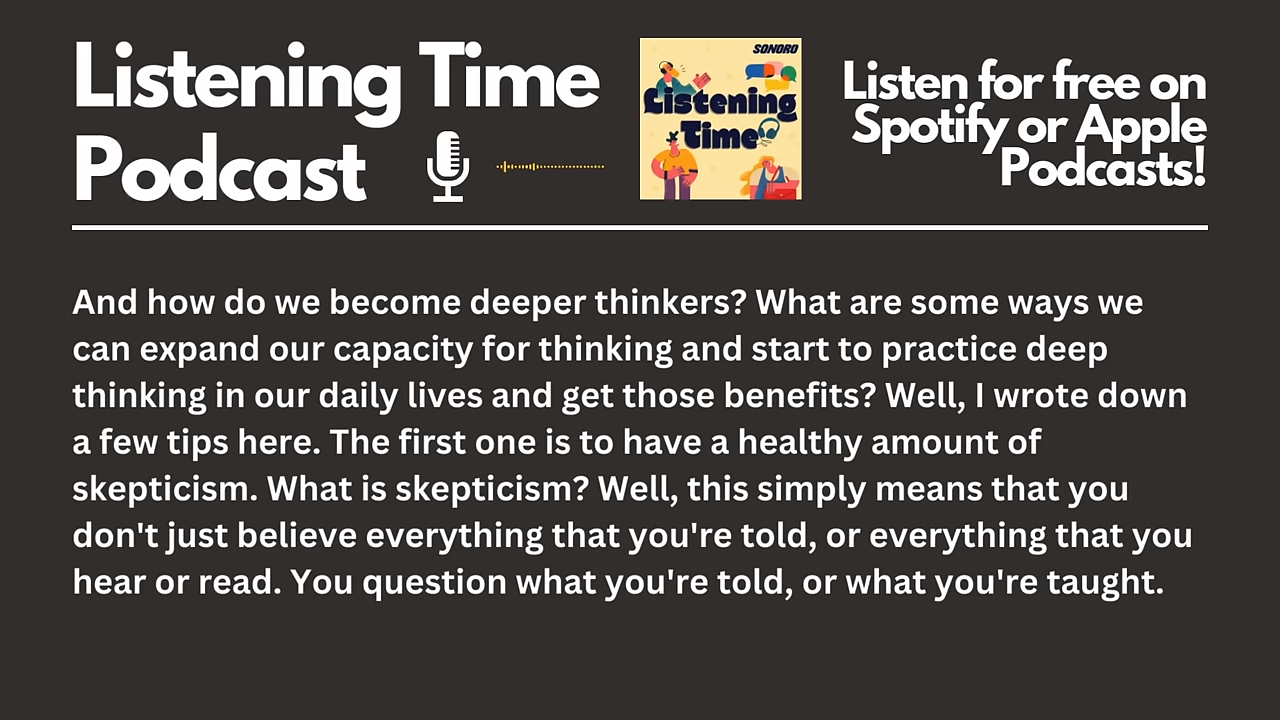 Listening Time
Podcast
SONORO
Listening
Time
Listen for free on
Spotify or Apple
Podcasts!
And how do we become deeper thinkers? What are some ways we
can expand our capacity for thinking and start to practice deep
thinking in our daily lives and get those benefits? Well, I wrote down
a few tips here. The first one is to have a healthy amount of
skepticism. What is skepticism? Well, this simply means that you
don't just believe everything that you're told, or everything that you
hear or read. You question what you're told, or what you're taught.